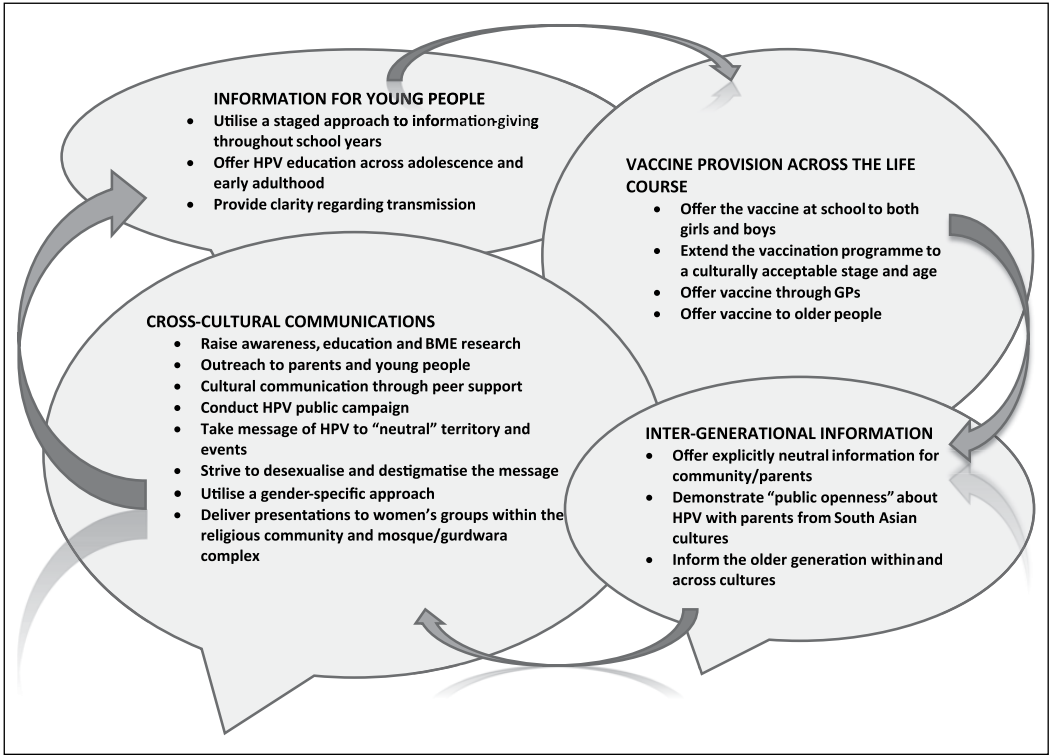 INFORMATION FOR YOUNG PEOPLE
• Utilise a staged approach to information-giving
throughout school years
• Offer HPV education across adolescence and
early adulthood
• Provide clarity regarding transmission
VACCINE PROVISION ACROSS THE LIFE
COURSE
• Offer the vaccine at school to both
girls and boys
• Extend the vaccination programme to
a culturally acceptable stage and age
• Offer vaccine through GPs
• Offer vaccine to older people
CROSS-CULTURAL COMMUNICATIONS
• Raise awareness, education and BME research
• Outreach to parents and young people
• Cultural communication through peer support
• Conduct HPV public campaign
• Take message of HPV to “neutral” territory and
events
• Strive to desexualise and destigmatise the message
• Utilise a gender-specific approach
• Deliver presentations to women’s groups within the
religious community and mosque/gurdwara
complex
INTER-GENERATIONAL INFORMATION
• Offer explicitly neutral information for
community/parents
• Demonstrate “public openness” about
HPV with parents from South Asian
cultures
• Inform the older generation within and
across cultures